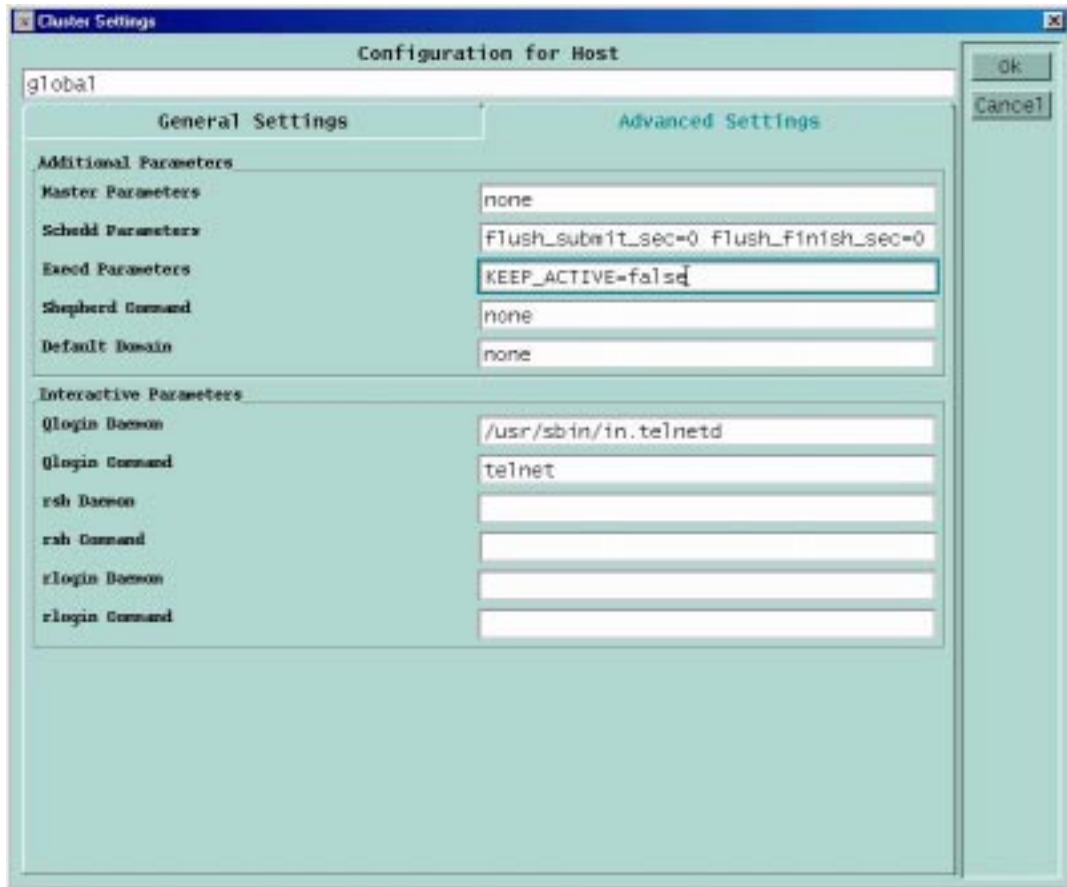 Cluster Settings
Configuration for Host
Ok
global
Cancel
General Settings Advanced Settings
Additional Parameters
Master Parameters none
Schedd Parameters flush_submit_sec=0 flush_finish_sec=0
Execd Parameters KEEP_ACTIVE=false
Shepherd Command none
Default Domain none
Interactive Parameters
Qlogin Daemon /usr/sbin/in.telnetd
Qlogin Command telnet
rsh Daemon
rsh Command
rlogin Daemon
rlogin Command